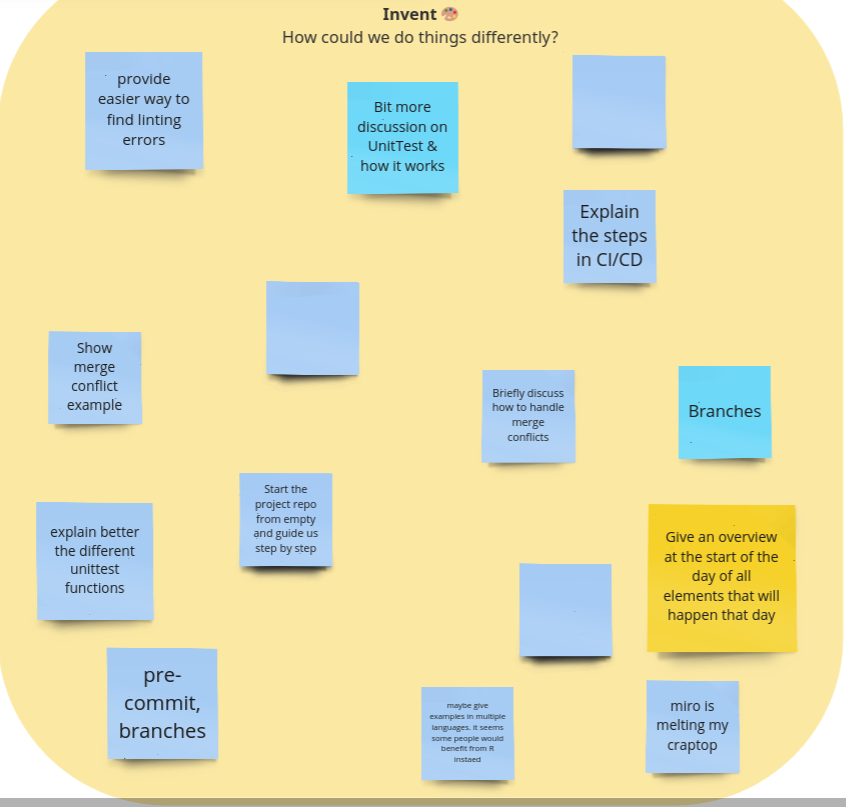 Invent 🎨
How could we do things differently?
provide
easier way to
find linting
errors
Bit more
discussion on
UnitTest &
how it works
Explain
the steps
in CI/CD
Show
merge
conflict
example
Briefly discuss
how to handle
merge
conflicts
Branches
Start the
project repo
from empty
and guide us
step by step
explain better
the different
unittest
functions
Give an overview
at the start of the
day of all
elements that will
happen that day
pre-
commit,
branches
maybe give
examples in multiple
languages. it seems
some people would
benefit from R
instaed
miro is
melting my
craptop